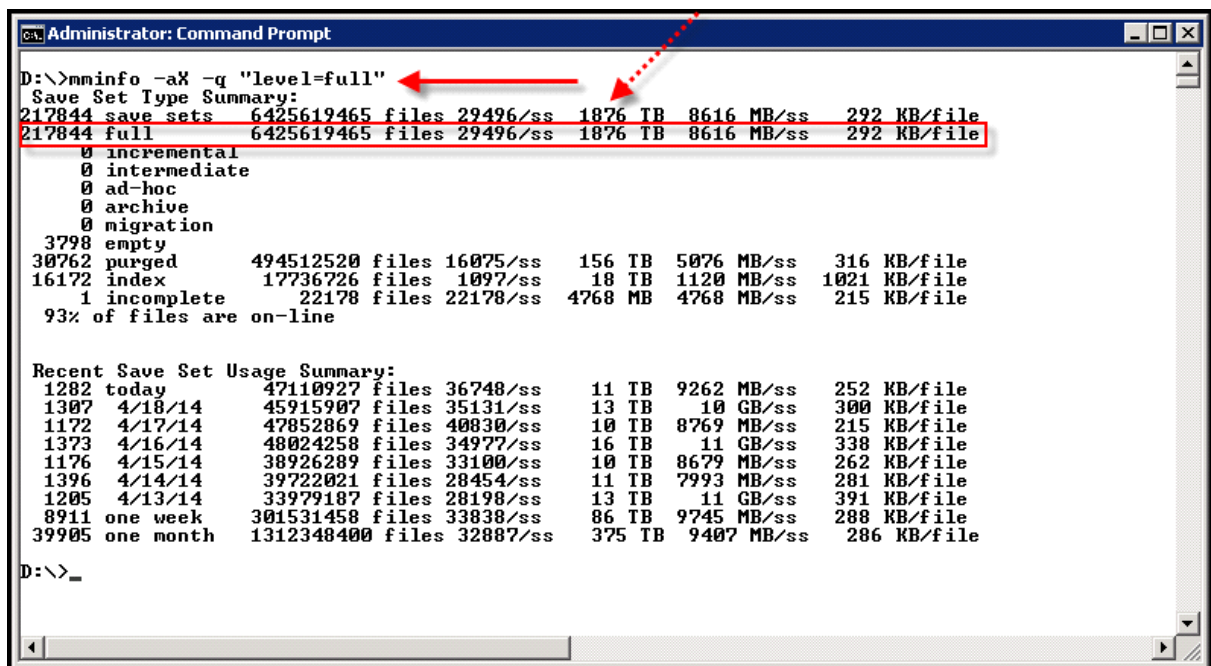 Administrator: Command Prompt
D:\>mminfo -aX -q "level=full"
Save Set Type Summary:
217844 save sets 6425619465 files 29496/ss 1876 TB 8616 MB/ss 292 KB/file
217844 full 6425619465 files 29496/ss 1876 TB 8616 MB/ss 292 KB/file
0 incremental
0 intermediate
0 ad-hoc
0 archive
0 migration
3798 empty
30762 purged 494512520 files 16075/ss 156 TB 5076 MB/ss 316 KB/file
16172 index 17736726 files 1097/ss 18 TB 1120 MB/ss 1021 KB/file
1 incomplete 22178 files 22178/ss 4768 MB 4768 MB/ss 215 KB/file
93% of files are on-line
Recent Save Set Usage Summary:
1282 today 47110927 files 36748/ss 11 TB 9262 MB/ss 252 KB/file
1307 4/18/14 45915907 files 35131/ss 13 TB 10 GB/ss 300 KB/file
1172 4/17/14 47852869 files 40830/ss 10 TB 8769 MB/ss 215 KB/file
1373 4/16/14 48024258 files 34977/ss 16 TB 11 GB/ss 338 KB/file
1176 4/15/14 38926289 files 33100/ss 10 TB 8679 MB/ss 262 KB/file
1396 4/14/14 39722021 files 28454/ss 11 TB 7993 MB/ss 281 KB/file
1205 4/13/14 33979187 files 28198/ss 13 TB 11 GB/ss 391 KB/file
8911 one week 301531458 files 33838/ss 86 TB 9745 MB/ss 288 KB/file
39905 one month 1312348400 files 32887/ss 375 TB 9407 MB/ss 286 KB/file
D:\>_